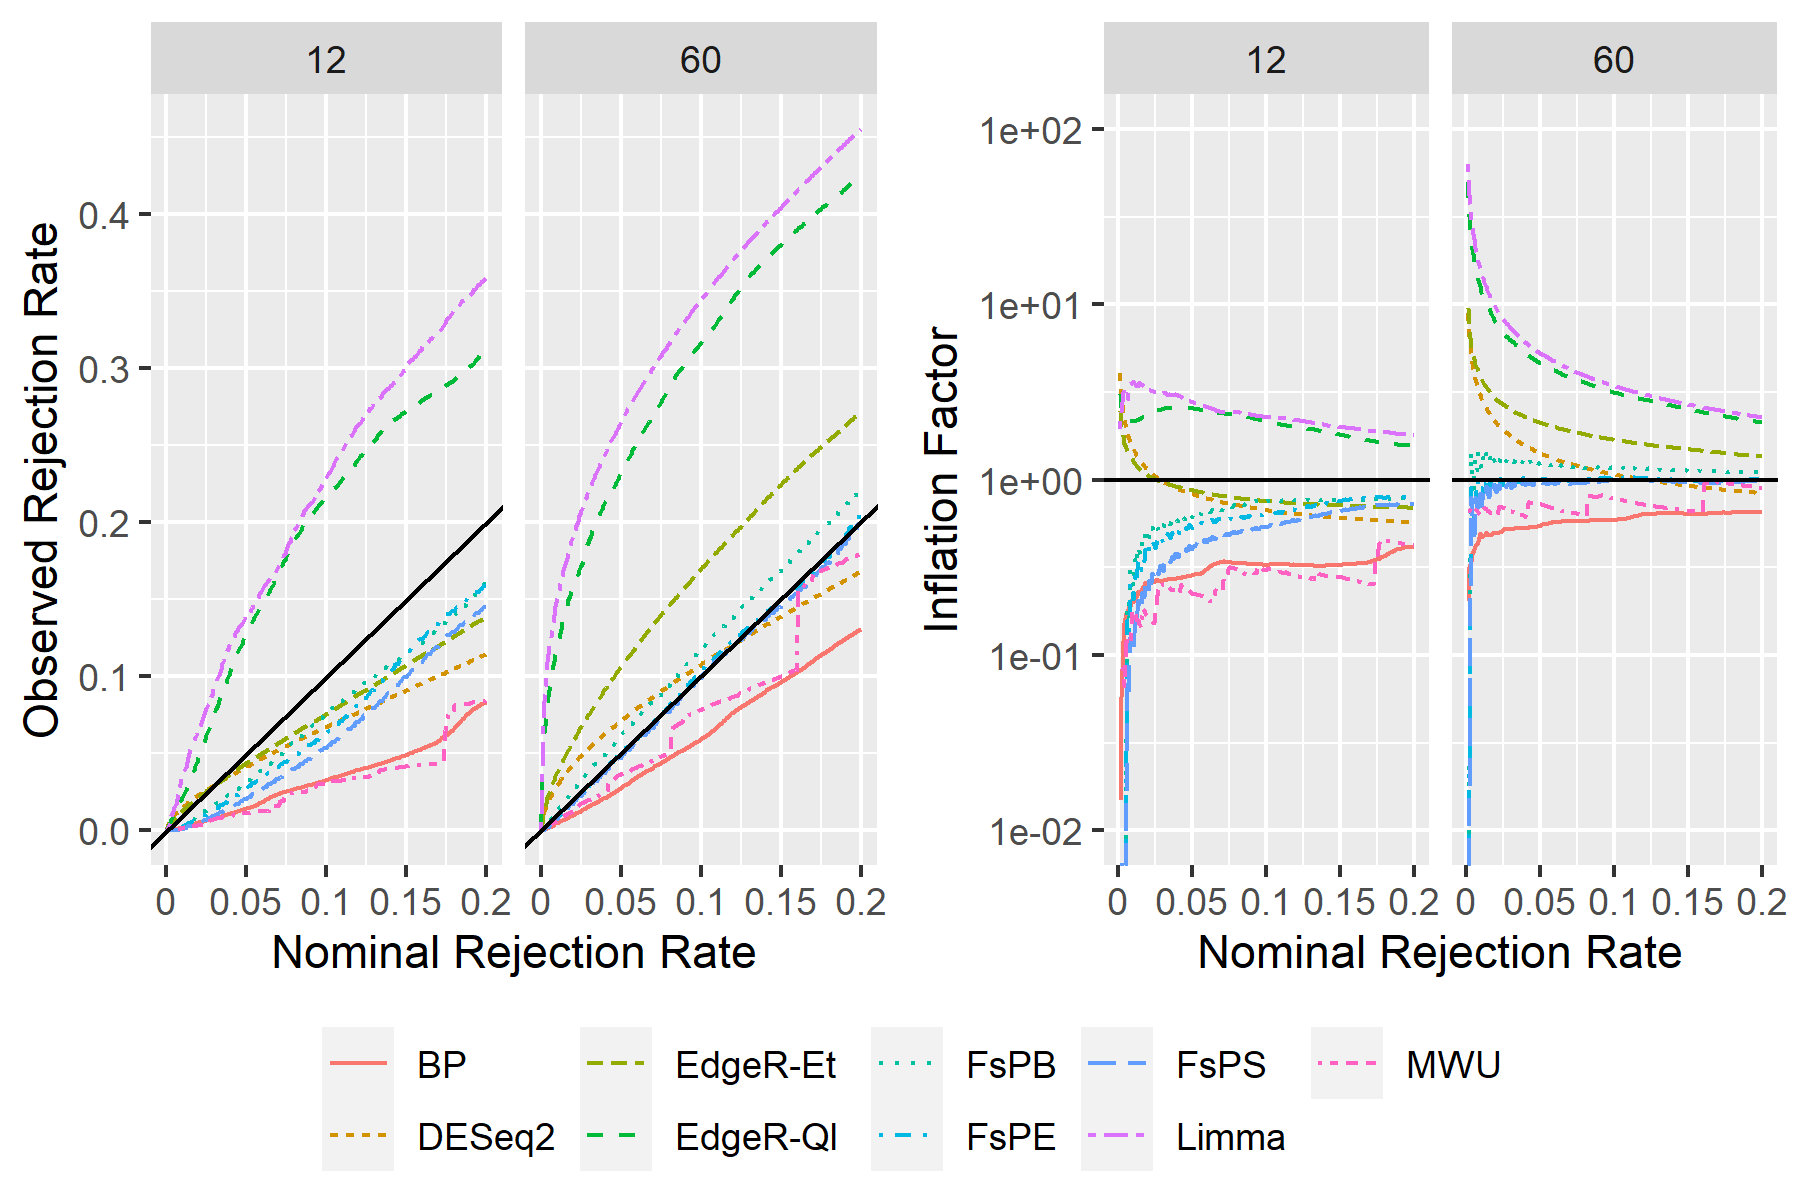 12
60
12
60
Observed Rejection Rate
0.4
0.3
0.2
0.1
0.0
0 0.05 0.1 0.15 0.2
0 0.05 0.1 0.15 0.2
Nominal Rejection Rate
Inflation Factor
1e+02
1e+01
1e+00
1e-01
1e-02
0 0.05 0.1 0.15 0.2
0 0.05 0.1 0.15 0.2
Nominal Rejection Rate
BP EdgeR-Et FsPB FsPS MWU
DESeq2 EdgeR-Ql FsPE Limma